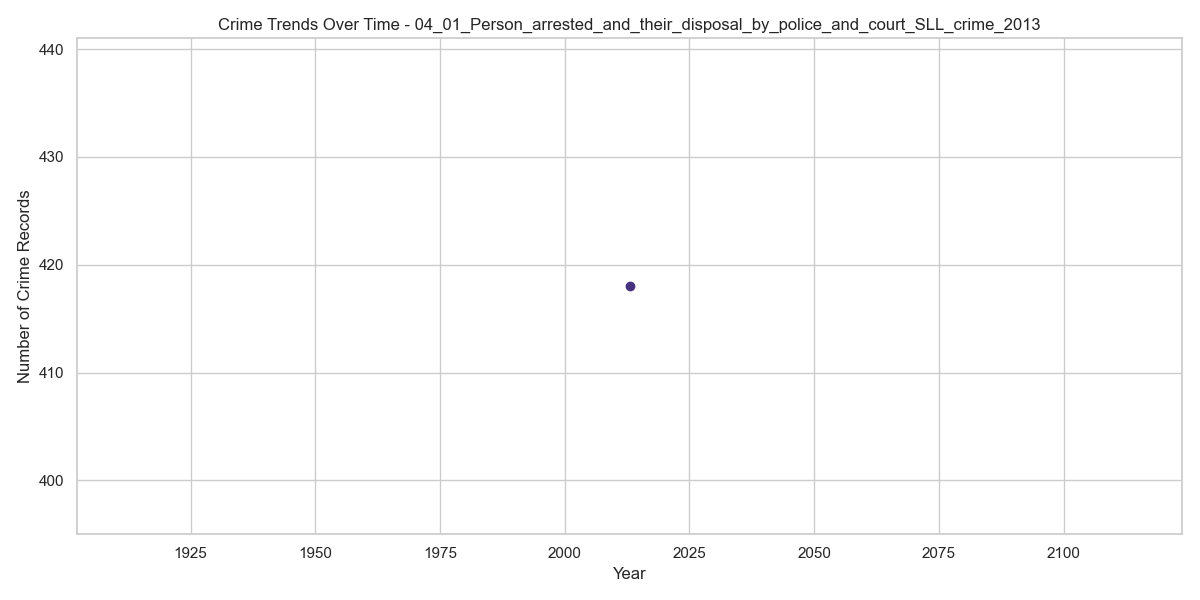 Crime Trends Over Time - 04_01_Person_arrested_and_their_disposal_by_police_and_court_SLL_crime_2013
440
430
420
410
400
Number of Crime Records
1925 1950 1975 2000 2025 2050 2075 2100
Year